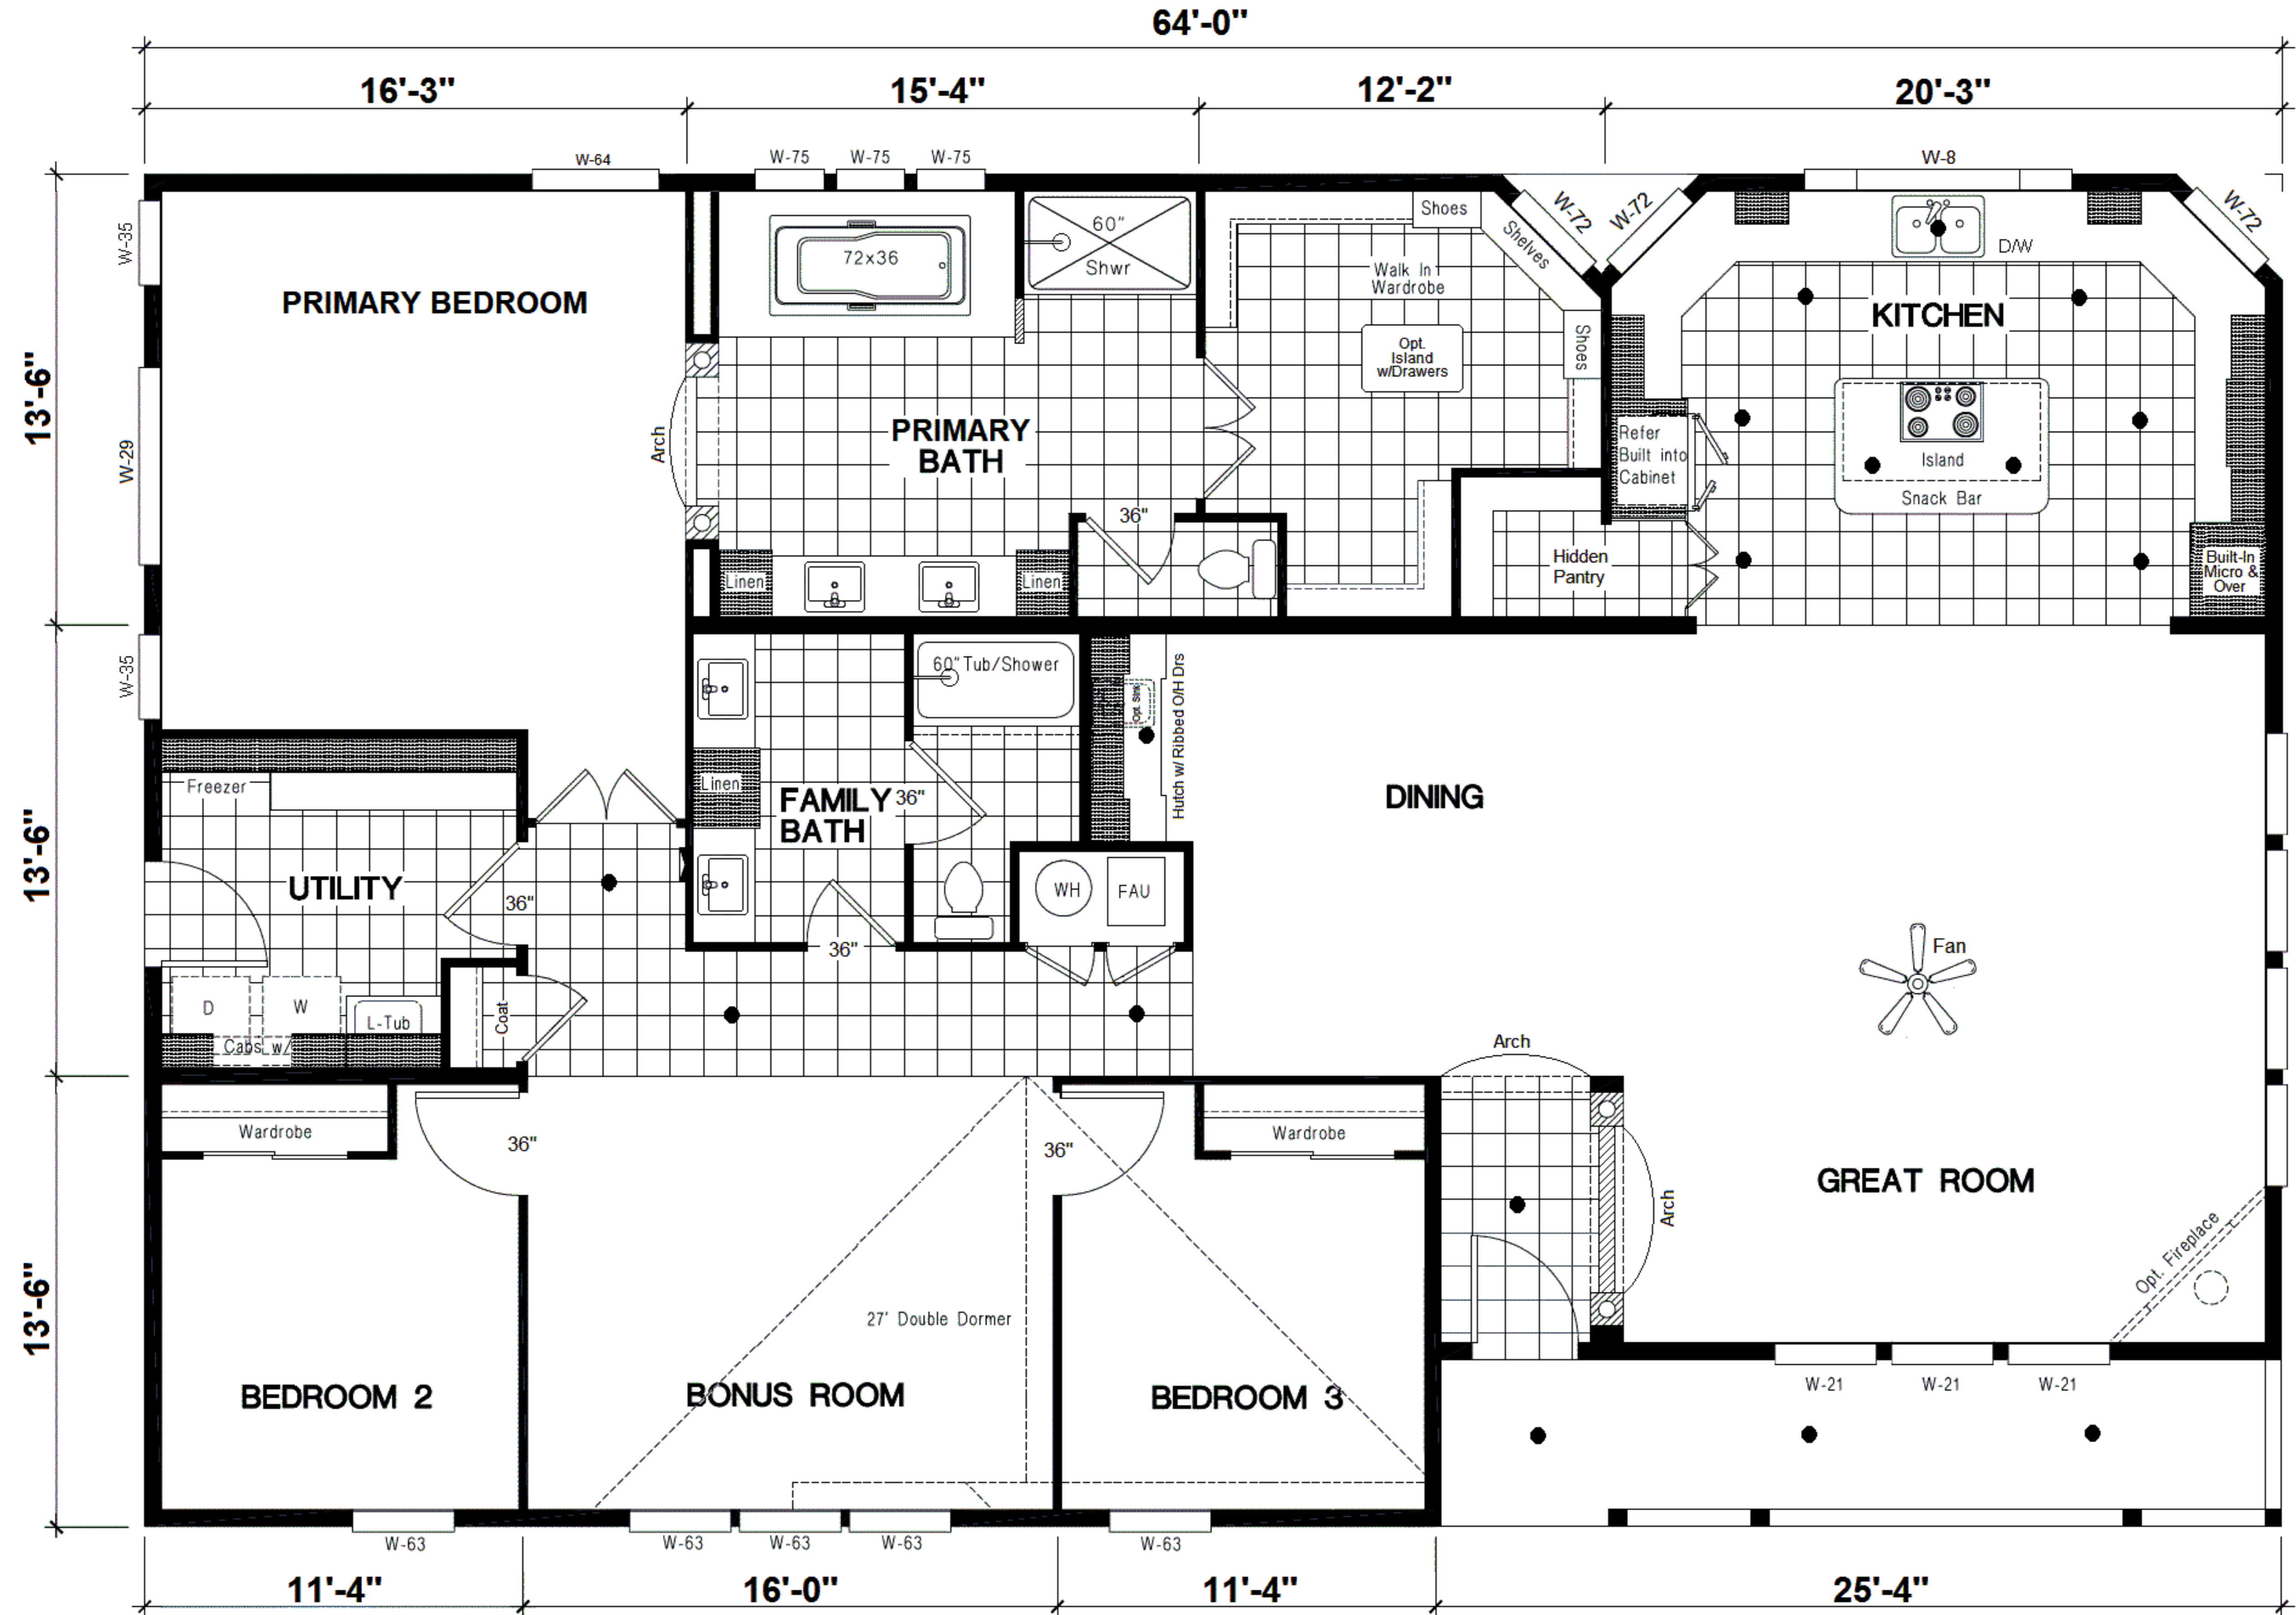 64'-0"
16'-3"
15'-4"
12'-2"
20'-3"
W-64
W-75
W-75
W-75
W-8
W-35
W-72
W-72
W-72
Shoes
Shelves
60"
Shwr
72x36
D/W
Walk In
Wardrobe
PRIMARY BEDROOM
KITCHEN
Opt.
Island
w/Drawers
Shoes
13'-6"
W-29
Arch
PRIMARY
BATH
Refer
Built into
Cabinet
Island
Snack Bar
36"
Linen
Linen
Hidden
Pantry
Built-In
Micro &
Over
W-35
60"Tub/Shower
Opt. Sink
Hutch w/ Ribbed O/H Drs
Freezer
Linen
FAMILY
BATH
36"
DINING
13'-6"
UTILITY
36"
WH
FAU
36"
Fan
D
W
L-Tub
Coat
Cabs w/
Arch
Wardrobe
36"
36"
Wardrobe
GREAT ROOM
Arch
Opt. Fireplace
13'-6"
27' Double Dormer
BEDROOM 2
BONUS ROOM
BEDROOM 3
W-21
W-21
W-21
W-63
W-63
W-63
W-63
W-63
11'-4"
16'-0"
11'-4"
25'-4"